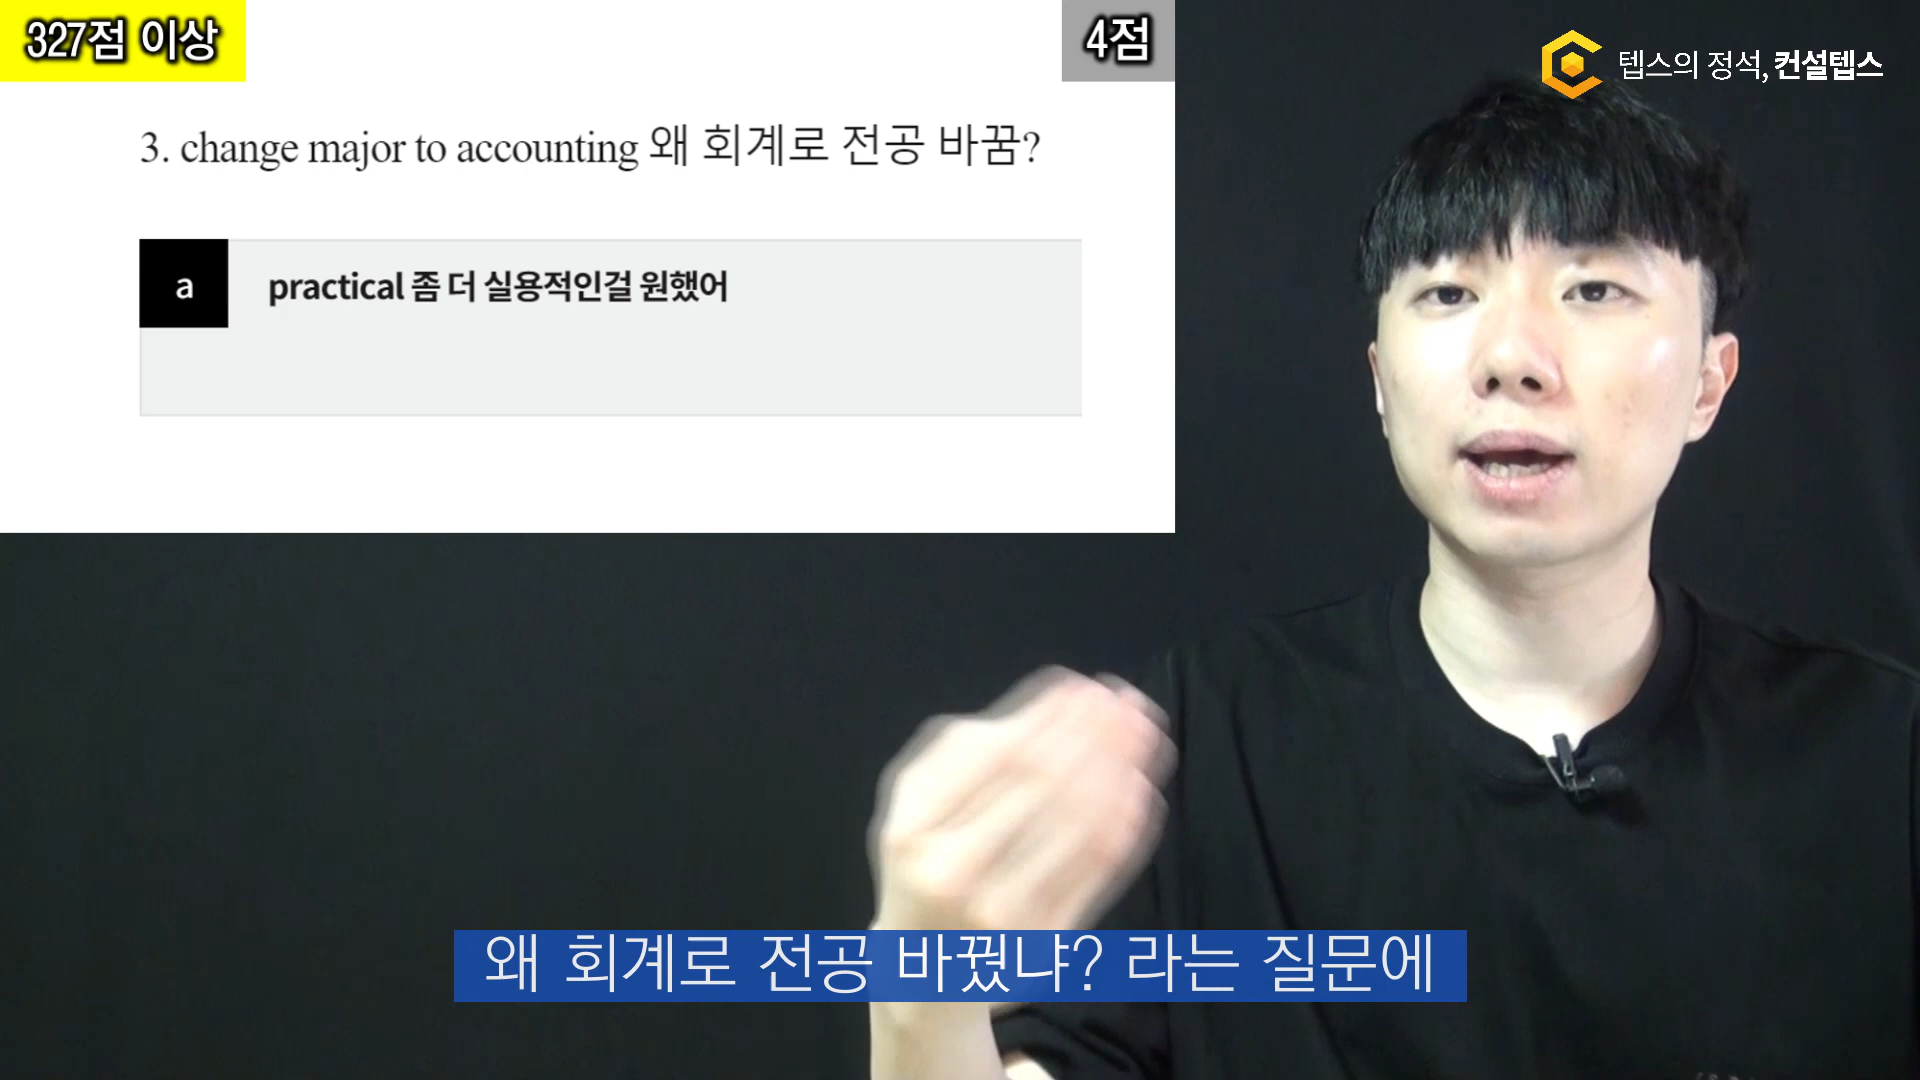 327점 이상
4점
텝스의 정석, 컨설텝스
3. change major to accounting 왜 회계로 전공 바꿈?
a
practical 좀 더 실용적인걸 원했어
왜 회계로 전공 바꿨냐? 라는 질문에